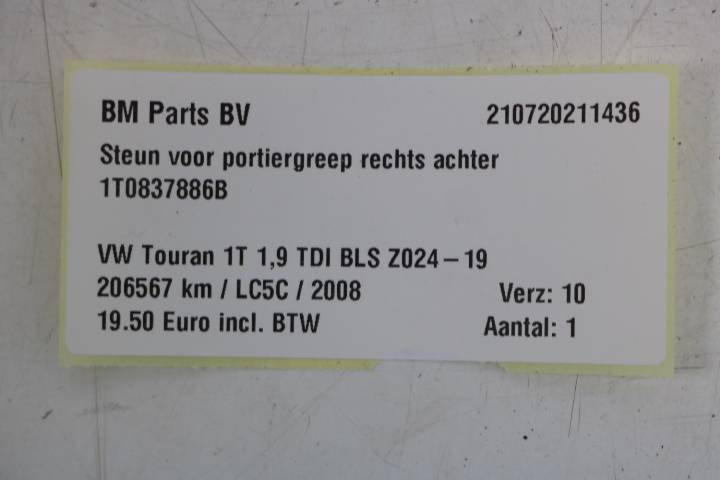 BM Parts BV 210720211436
Steun voor portiergreep rechts achter
1T0837886B
VW Touran 1T 1,9 TDI BLS Z024-19
206567 km / LC5C / 2008 Verz: 10
19.50 Euro incl. BTW Aantal: 1